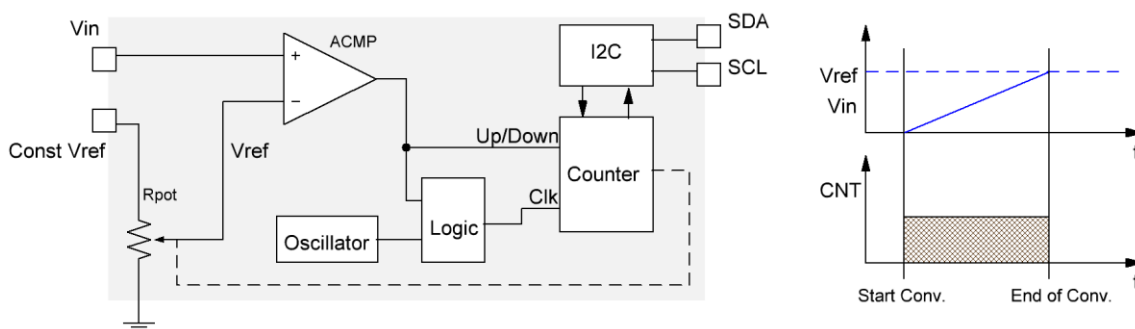 Vin
ACMP
+
−
Const Vref
Rpot
Vref
Oscillator
Logic
Up/Down
Clk
Counter
I2C
SDA
SCL
Vref
Vin
t
CNT
t
Start Conv.
End of Conv.